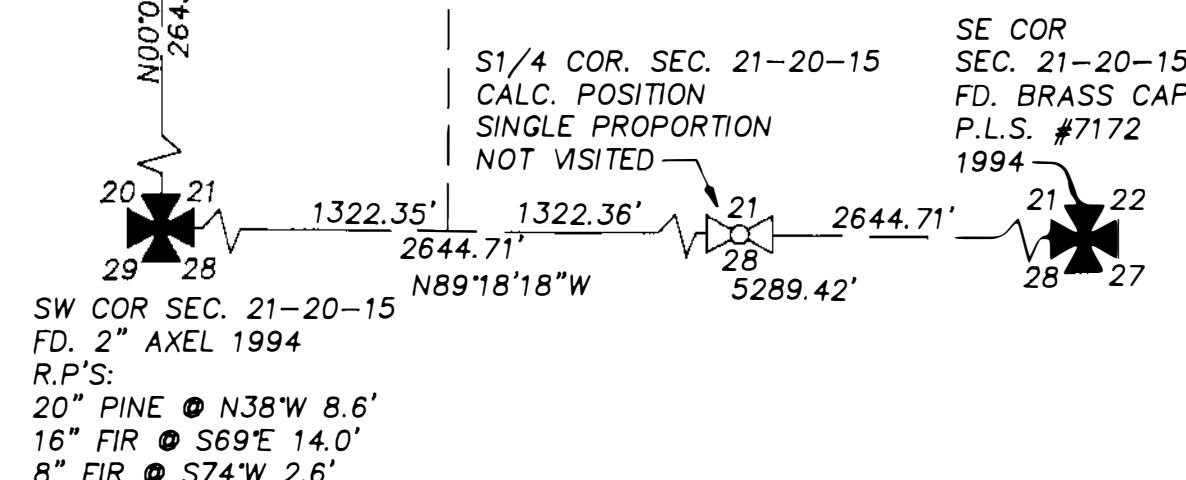 N00°0
264
S1/4 COR. SEC. 21-20-15
CALC. POSITION
SINGLE PROPORTION
NOT VISITED
SE COR
SEC. 21-20-15
FD. BRASS CAP
P.L.S. #7172
1994
20 21
29 28
1322.35'
2644.71'
N89°18'18"W
1322.36'
21
28
2644.71'
5289.42'
21 22
28 27
SW COR SEC. 21-20-15
FD. 2" AXEL 1994
R.P'S:
20" PINE @ N38°W 8.6'
16" FIR @ S69°E 14.0'
8" FIR @ S74°W 2.6'